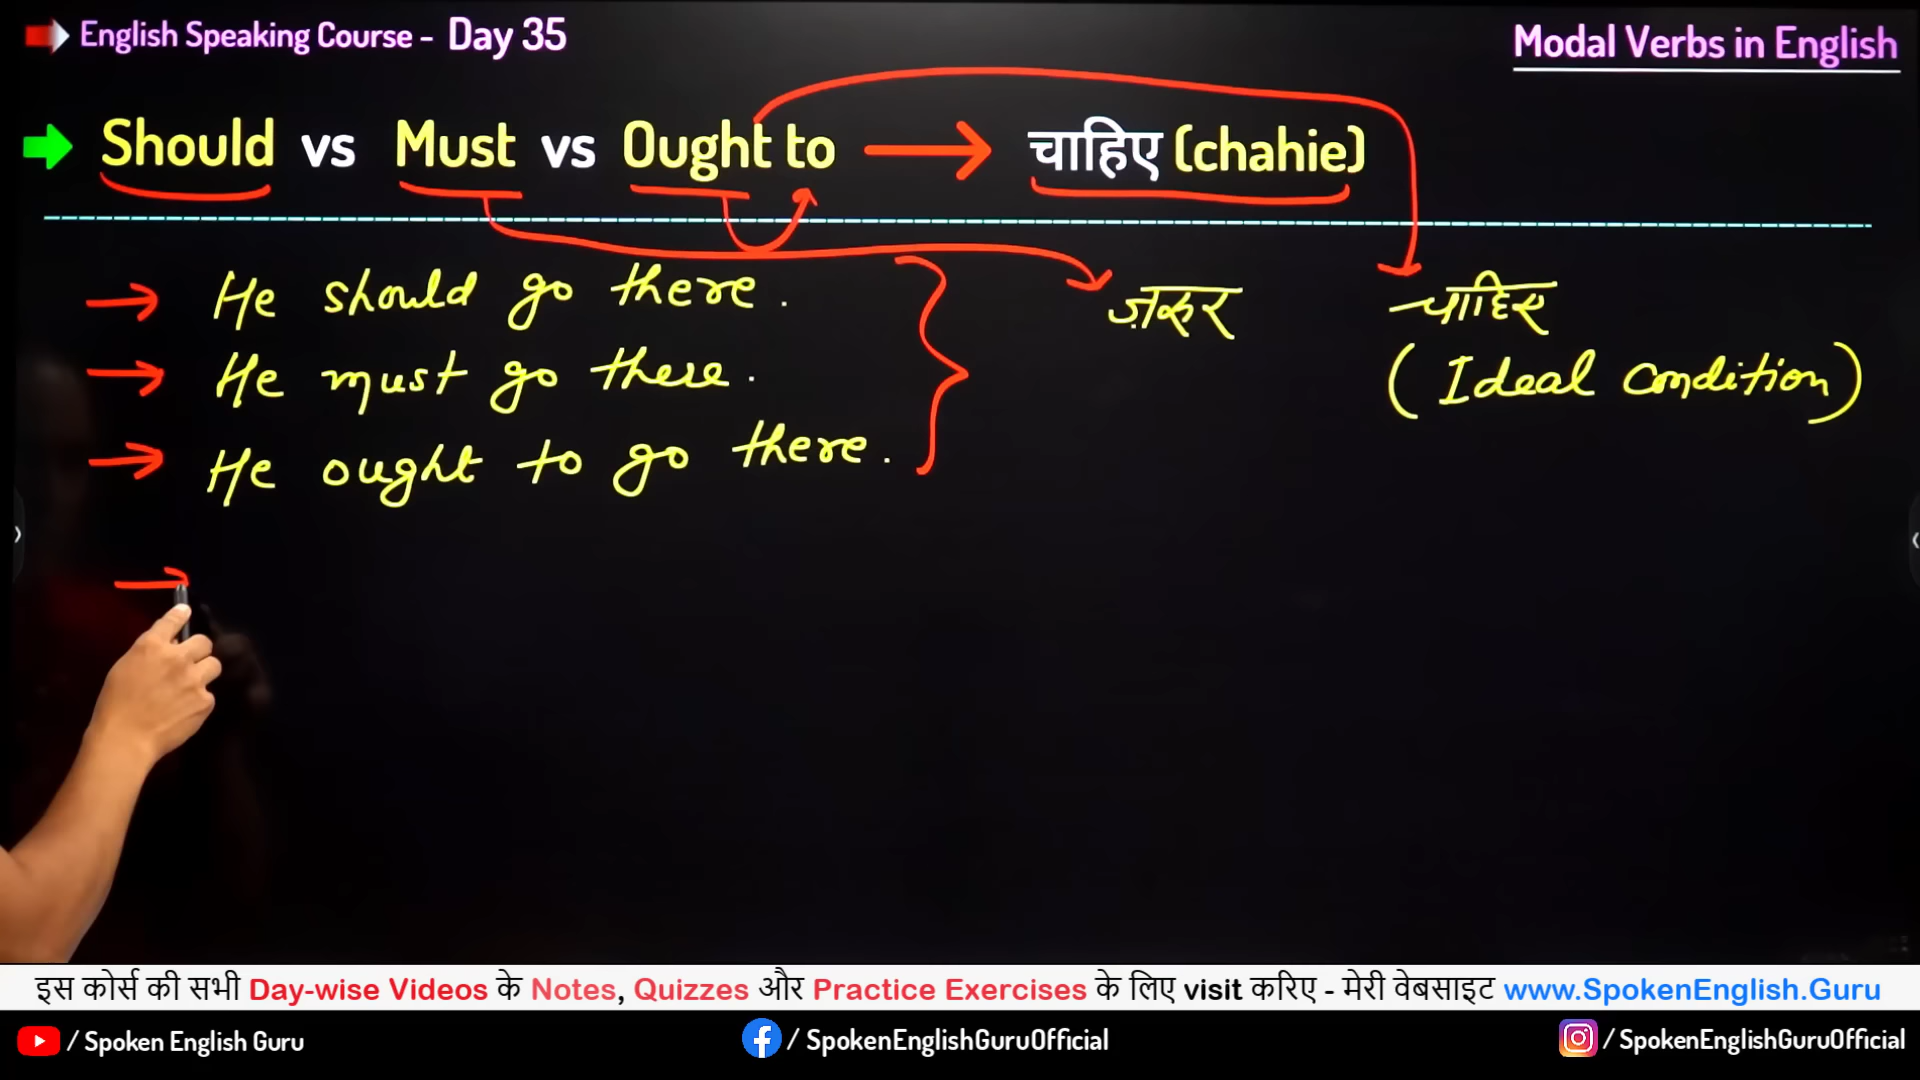 English Speaking Course - Day 35
Modal Verbs in English
Should vs Must vs Ought to चाहिए (chahie)
He should go there.
He must go there.
He ought to go there.
ज़रूर
चाहिए
(Ideal condition)
इस कोर्स की सभी Day-wise Videos के Notes, Quizzes और Practice Exercises के लिए visit करिए - मेरी वेबसाइट www.SpokenEnglish.Guru
/ Spoken English Guru
/ SpokenEnglishGuruOfficial
/ SpokenEnglishGuruOfficial